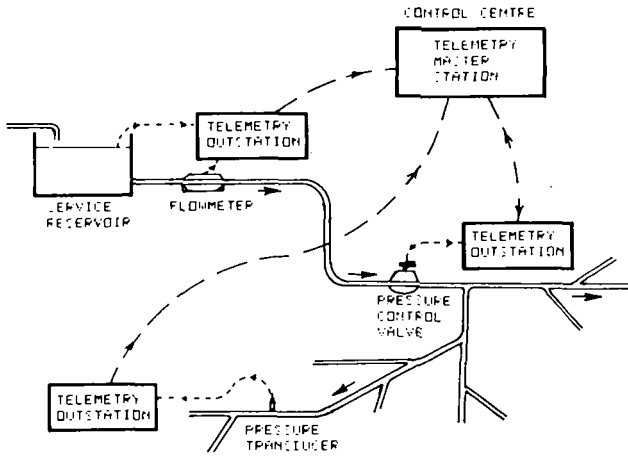 CONTROL CENTRE
TELEMETRY
MASTER
STATION
TELEMETRY
OUTSTATION
SERVICE
RESERVOIR
FLOWMETER
TELEMETRY
OUTSTATION
PRESSURE
CONTROL
VALVE
TELEMETRY
OUTSTATION
PRESSURE
TRANSDUCER